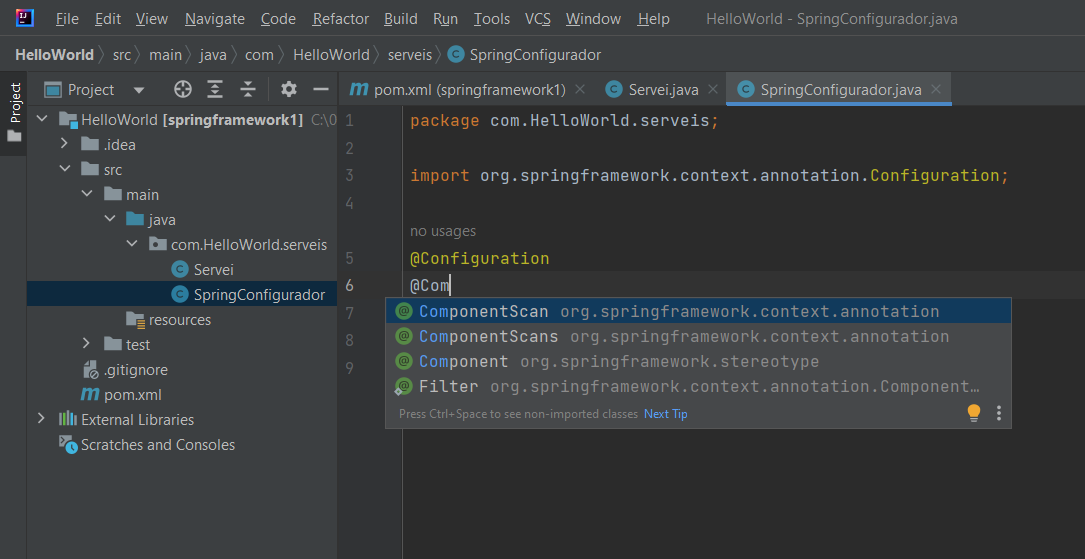 File Edit View Navigate Code Refactor Build Run Tools VCS Window Help HelloWorld - SpringConfigurador.java
HelloWorld src main java com HelloWorld serveis SpringConfigurador
Project
Project
pom.xml (springframework1) Servei.java SpringConfigurador.java
HelloWorld [springframework1] C:\0
.idea
src
main
java
com.HelloWorld.serveis
Servei
SpringConfigurador
resources
test
.gitignore
pom.xml
External Libraries
Scratches and Consoles
1 package com.HelloWorld.serveis;
2
3 import org.springframework.context.annotation.Configuration;
4
no usages
5 @Configuration
6 @Com
7
8
9
ComponentScan org.springframework.context.annotation
ComponentScans org.springframework.context.annotation
Component org.springframework.stereotype
Filter org.springframework.context.annotation.Component…
Press Ctrl+Space to see non-imported classes Next Tip